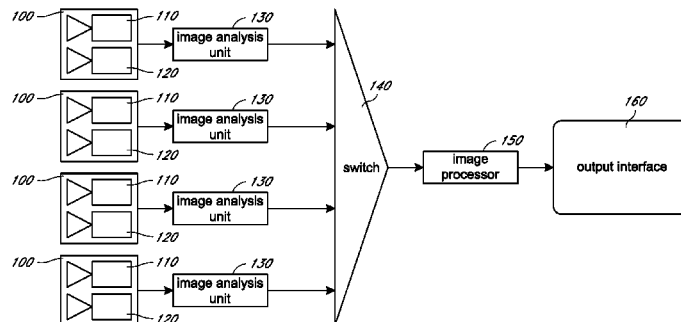 100
110
130
image analysis
unit
120
140
100
110
130
image analysis
unit
120
switch
150
image
processor
160
output interface
100
110
130
image analysis
unit
120
100
110
130
image analysis
unit
120